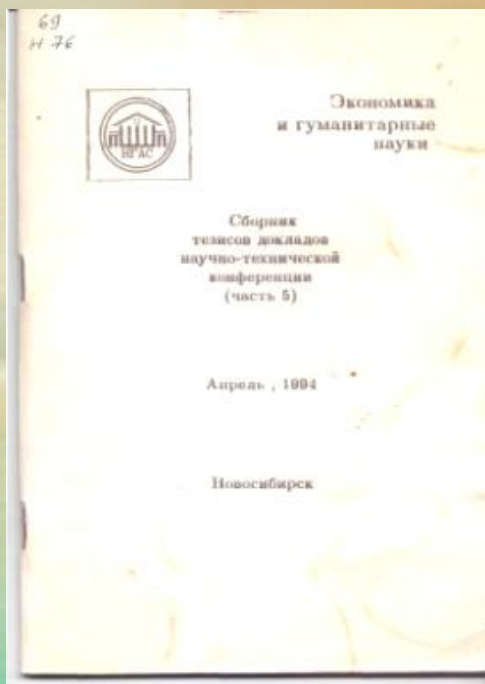 69
Н 76
НГАС
Экономика
и гуманитарные
науки
Сборник
тезисов докладов
научно-технической
конференции
(часть 5)
Апрель , 1994
Новосибирск